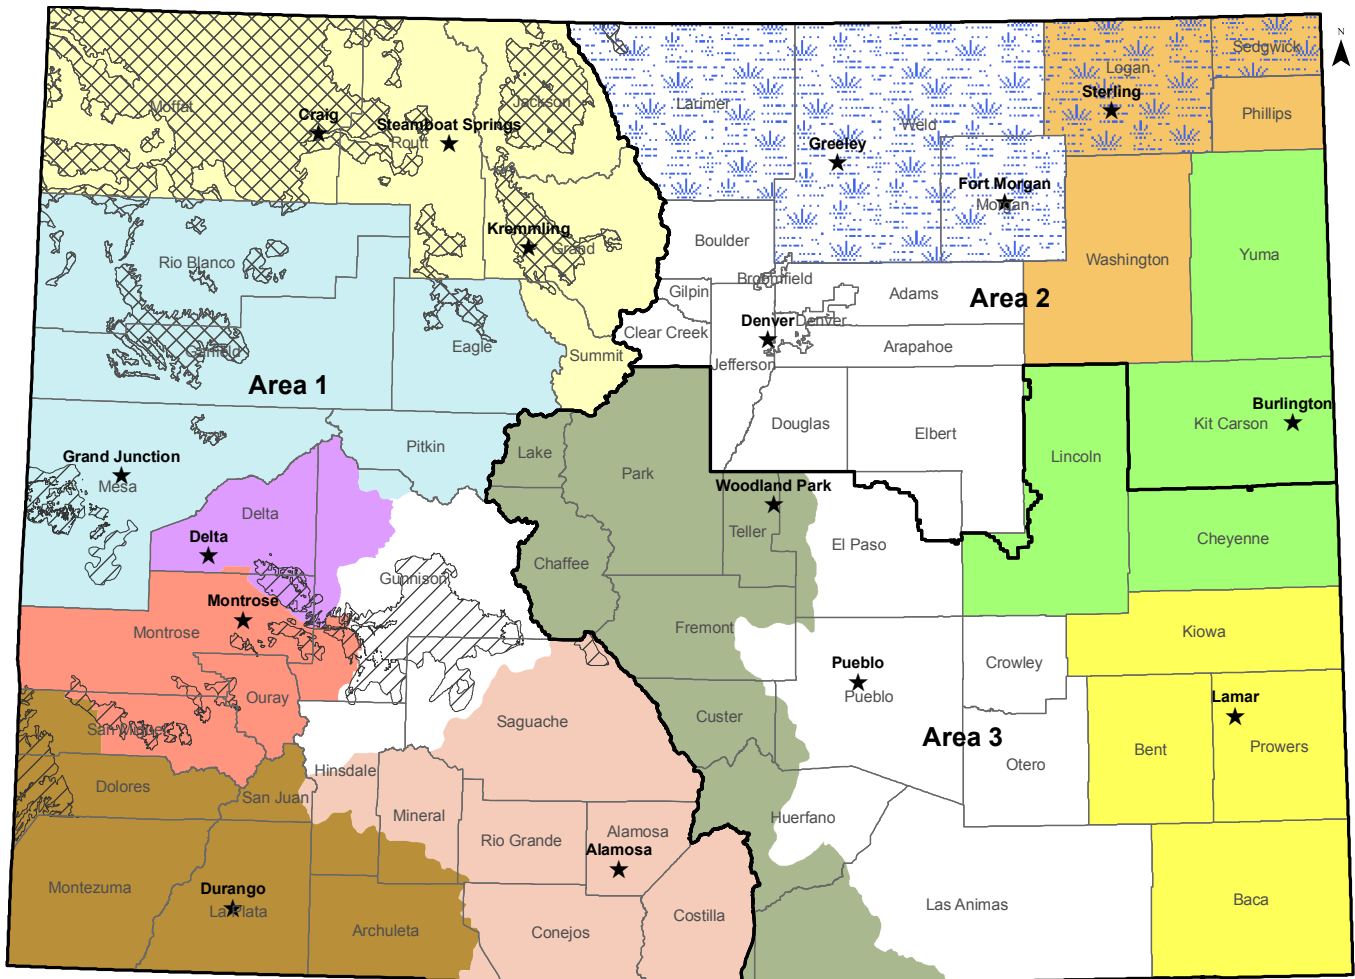 N
Sedgwick
Logan
Moffat
Jackson
Larimer
Sterling
Phillips
Craig
Steamboat Springs
Routt
Weld
Greeley
Fort Morgan
Morgan
Kremmling
Grand
Boulder
Yuma
Washington
Rio Blanco
Broomfield
Gilpin
Adams
Area 2
Denver
Denver
Clear Creek
Eagle
Garfield
Summit
Arapahoe
Jefferson
Area 1
Burlington
Kit Carson
Douglas
Elbert
Pitkin
Lake
Park
Lincoln
Grand Junction
Mesa
Woodland Park
Delta
Teller
Delta
El Paso
Cheyenne
Chaffee
Gunnison
Montrose
Montrose
Fremont
Kiowa
Crowley
Pueblo
Pueblo
Ouray
Lamar
Custer
Saguache
San Miguel
Area 3
Bent
Prowers
Otero
Hinsdale
Dolores
San Juan
Mineral
Huerfano
Alamosa
Rio Grande
Alamosa
Montezuma
Durango
La Plata
Baca
Las Animas
Costilla
Archuleta
Conejos